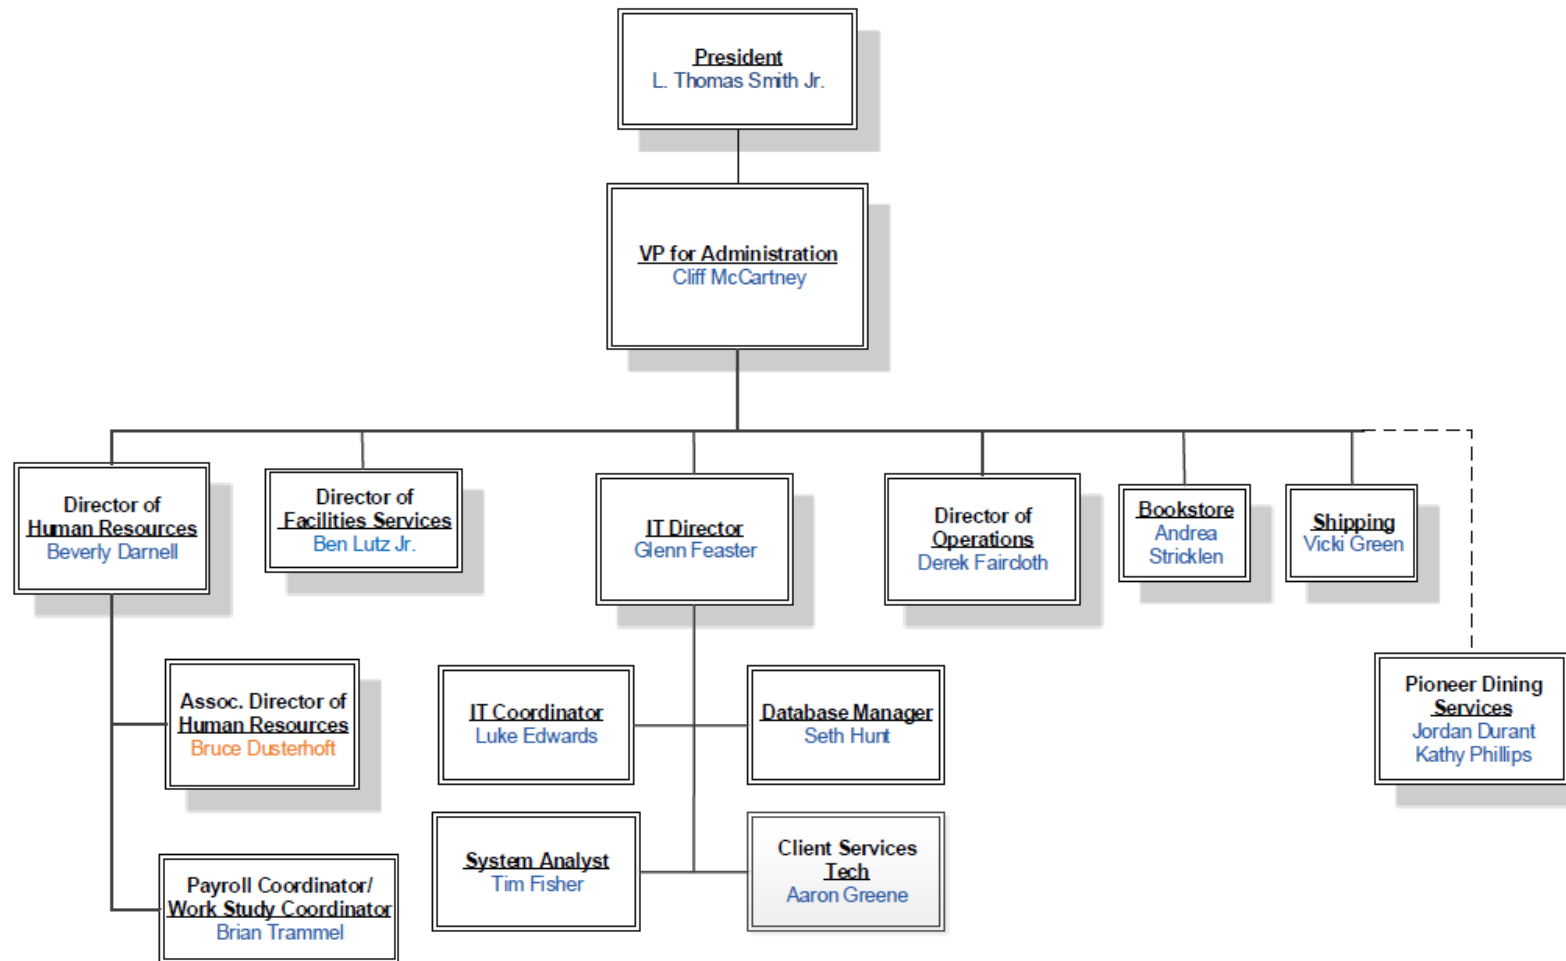 President
L. Thomas Smith Jr.
VP for Administration
Cliff McCartney
Director of
Human Resources
Beverly Darnell
Director of
Facilities Services
Ben Lutz Jr.
IT Director
Glenn Feaster
Director of
Operations
Derek Faircloth
Bookstore
Andrea
Stricklen
Shipping
Vicki Green
Assoc. Director of
Human Resources
Bruce Dusterhoft
IT Coordinator
Luke Edwards
Database Manager
Seth Hunt
Pioneer Dining
Services
Jordan Durant
Kathy Phillips
Payroll Coordinator/
Work Study Coordinator
Brian Trammel
System Analyst
Tim Fisher
Client Services
Tech
Aaron Greene